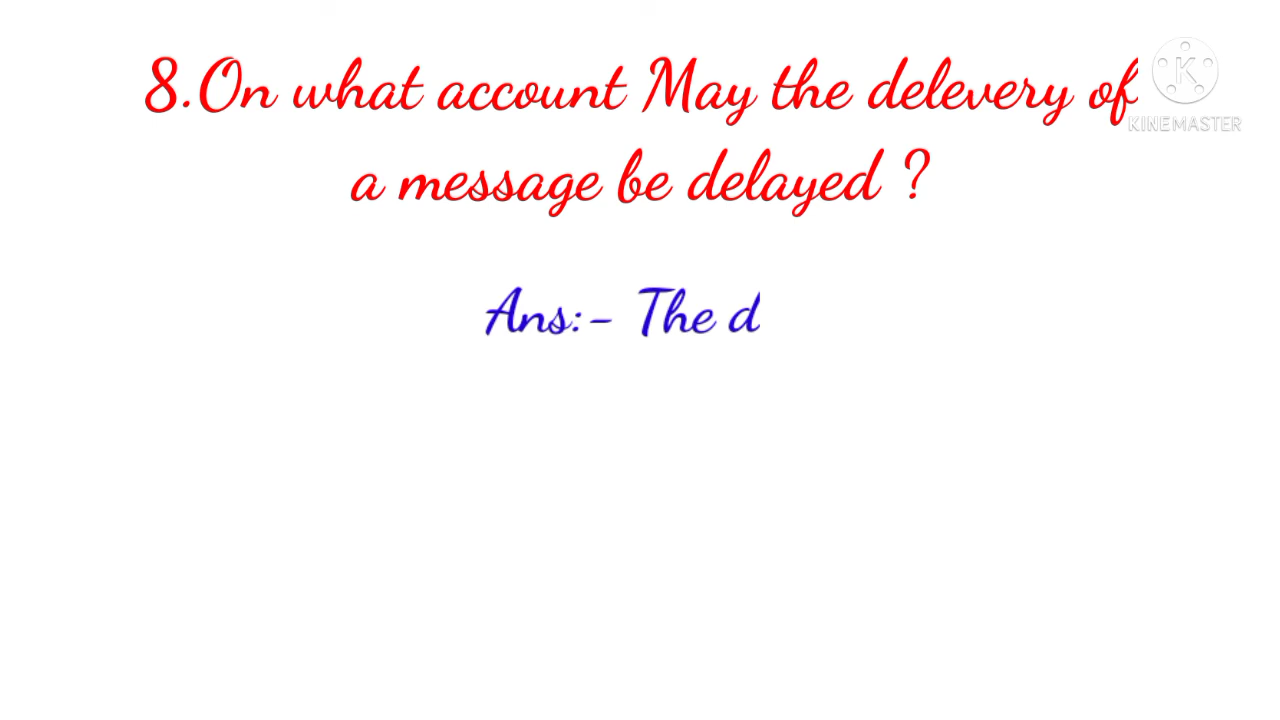 8.On what account May the delevery of
a message be delayed ?
KINEMASTER
Ans:- The d